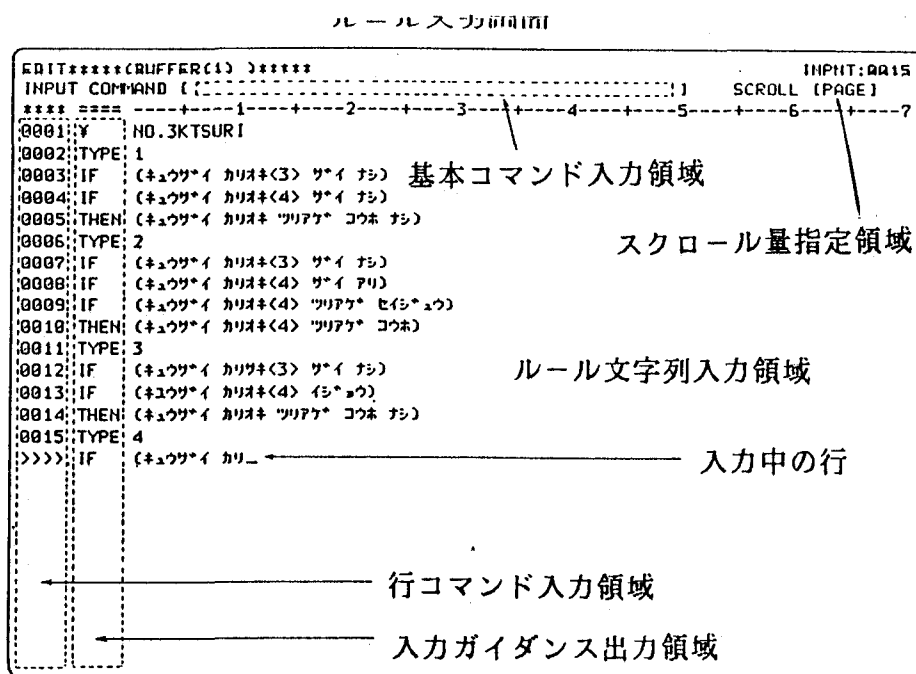 ルール入力画面
EDIT*****(BUFFER(1) )***** INPUT:0015
INPUT COMMAND [ ] SCROLL [PAGE]
**** ==== ----+----1----+----2----+----3----+----4----+----5----+----6----+----7
0001 ¥ NO.3KTSURI
0002 TYPE 1
0003 IF (キュウザイ カリオキ<3> ザイ ナシ) 基本コマンド入力領域
0004 IF (キュウザイ カリオキ<4> ザイ ナシ)
0005 THEN (キュウザイ カリオキ ツリアゲ コウホ ナシ)
0006 TYPE 2 スクロール量指定領域
0007 IF (キュウザイ カリオキ<3> ザイ ナシ)
0008 IF (キュウザイ カリオキ<4> ザイ アリ)
0009 IF (キュウザイ カリオキ<4> ツリアゲ セイジュウ)
0010 THEN (キュウザイ カリオキ<4> ツリアゲ コウホ)
0011 TYPE 3
0012 IF (キュウザイ カリサキ<3> ザイ ナシ) ルール文字列入力領域
0013 IF (キユウザイ カリオキ<4> イジョウ)
0014 THEN (キュウザイ カリオキ ツリアゲ コウホ ナシ)
0015 TYPE 4
>>>> IF (キュウザイ カリ_ 入力中の行
行コマンド入力領域
入力ガイダンス出力領域